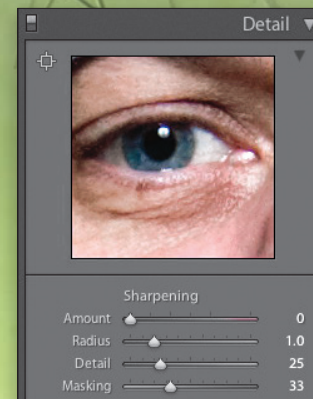 Detail
Sharpening
Amount 0
Radius 1.0
Detail 25
Masking 33